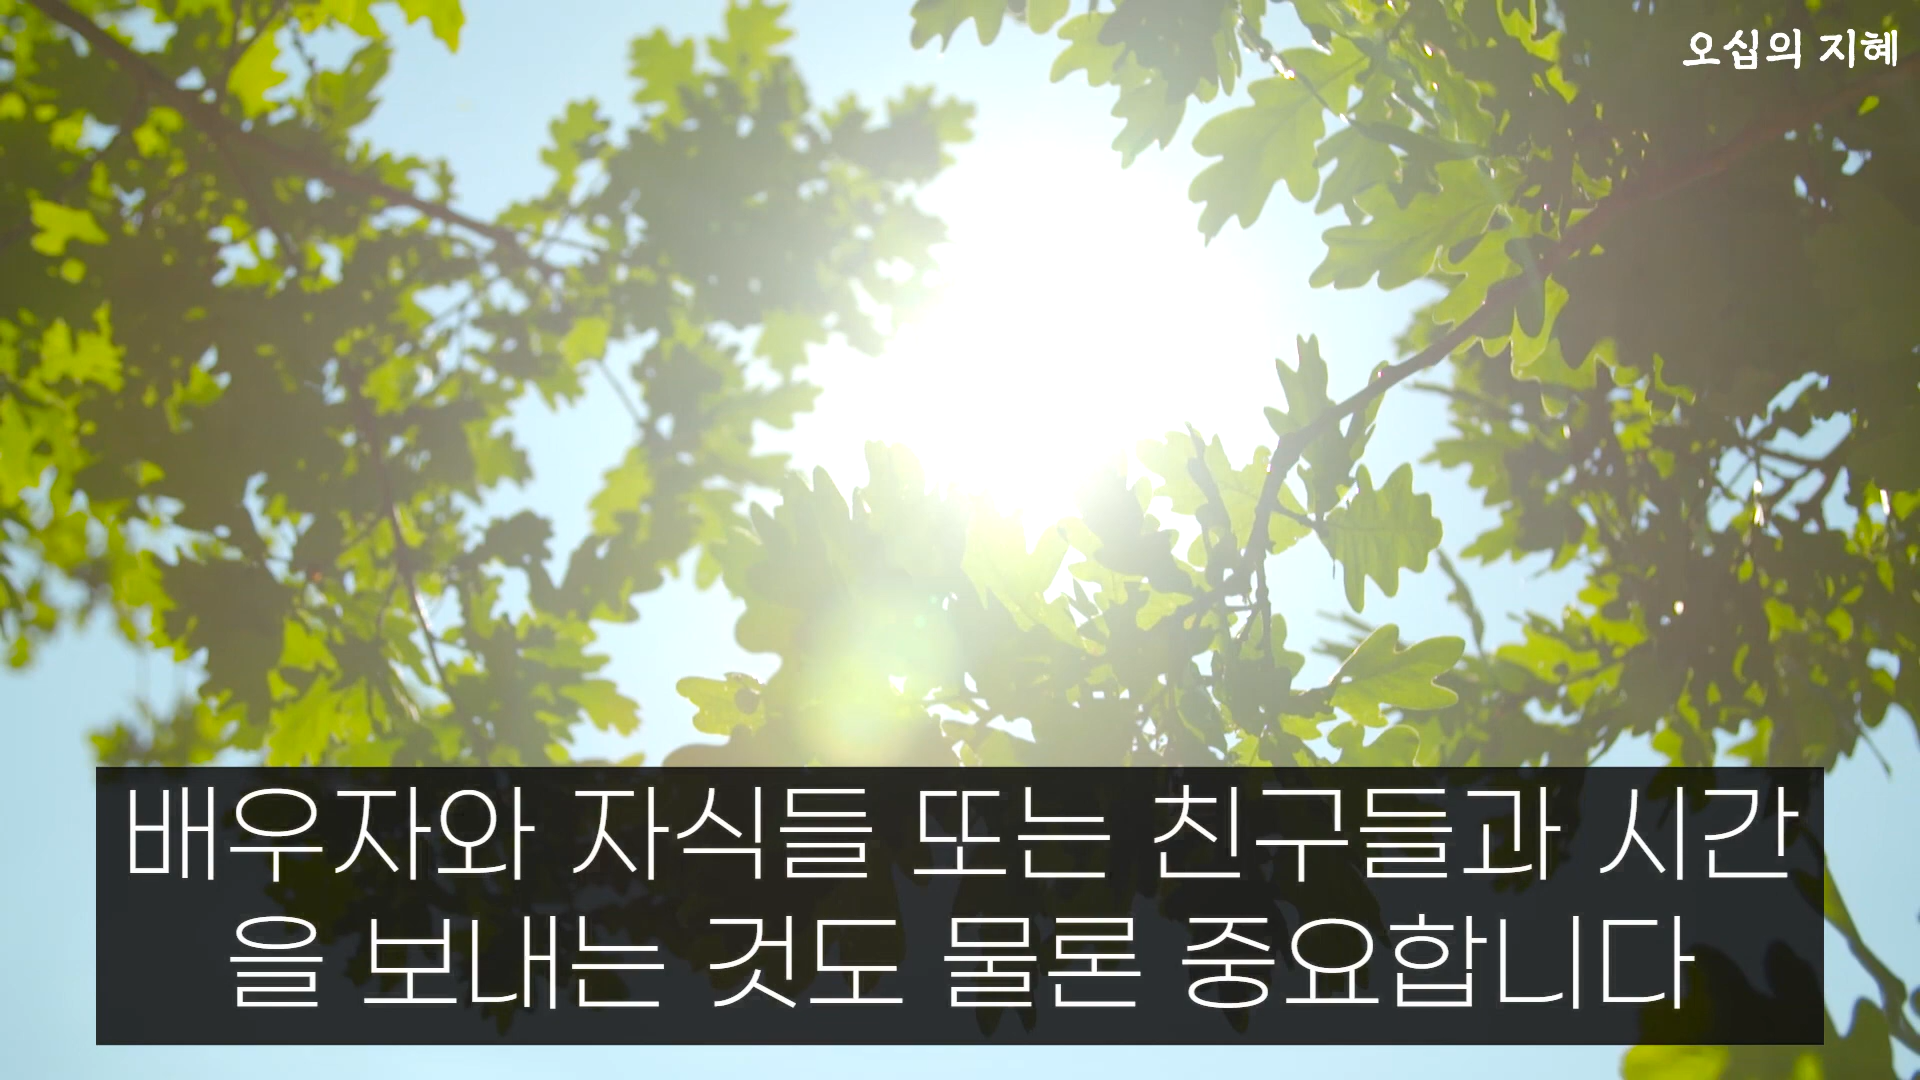 오십의 지혜
배우자와 자식들 또는 친구들과 시간
을 보내는 것도 물론 중요합니다